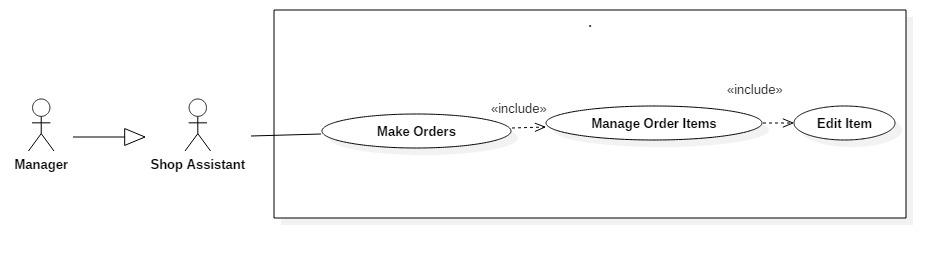 .
«include»
«include»
Manage Order Items
Edit Item
Make Orders
Manager
Shop Assistant